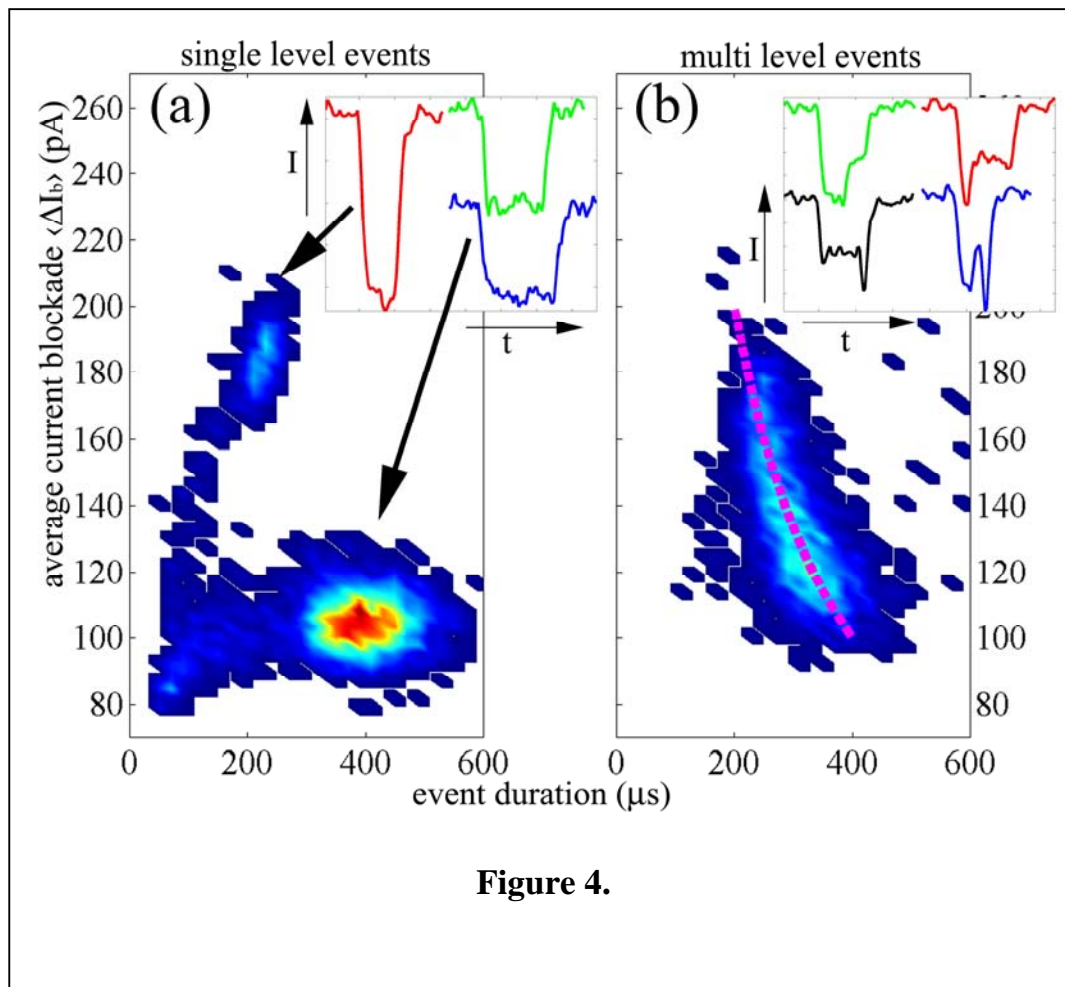 single level events
multi level events
average current blockade ‹ΔI_b› (pA)
260
240
220
200
180
160
140
120
100
80
(a)
I
t
0
200
400
600
(b)
I
t
200
180
160
140
120
100
80
0
200
400
600
event duration (μs)
Figure 4.